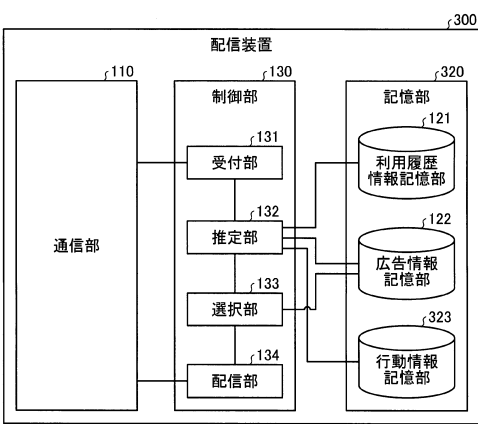 300
配信装置
110
130
320
制御部
記憶部
131
受付部
121
利用履歴
情報記憶部
132
推定部
通信部
122
広告情報
記憶部
133
選択部
323
行動情報
記憶部
134
配信部